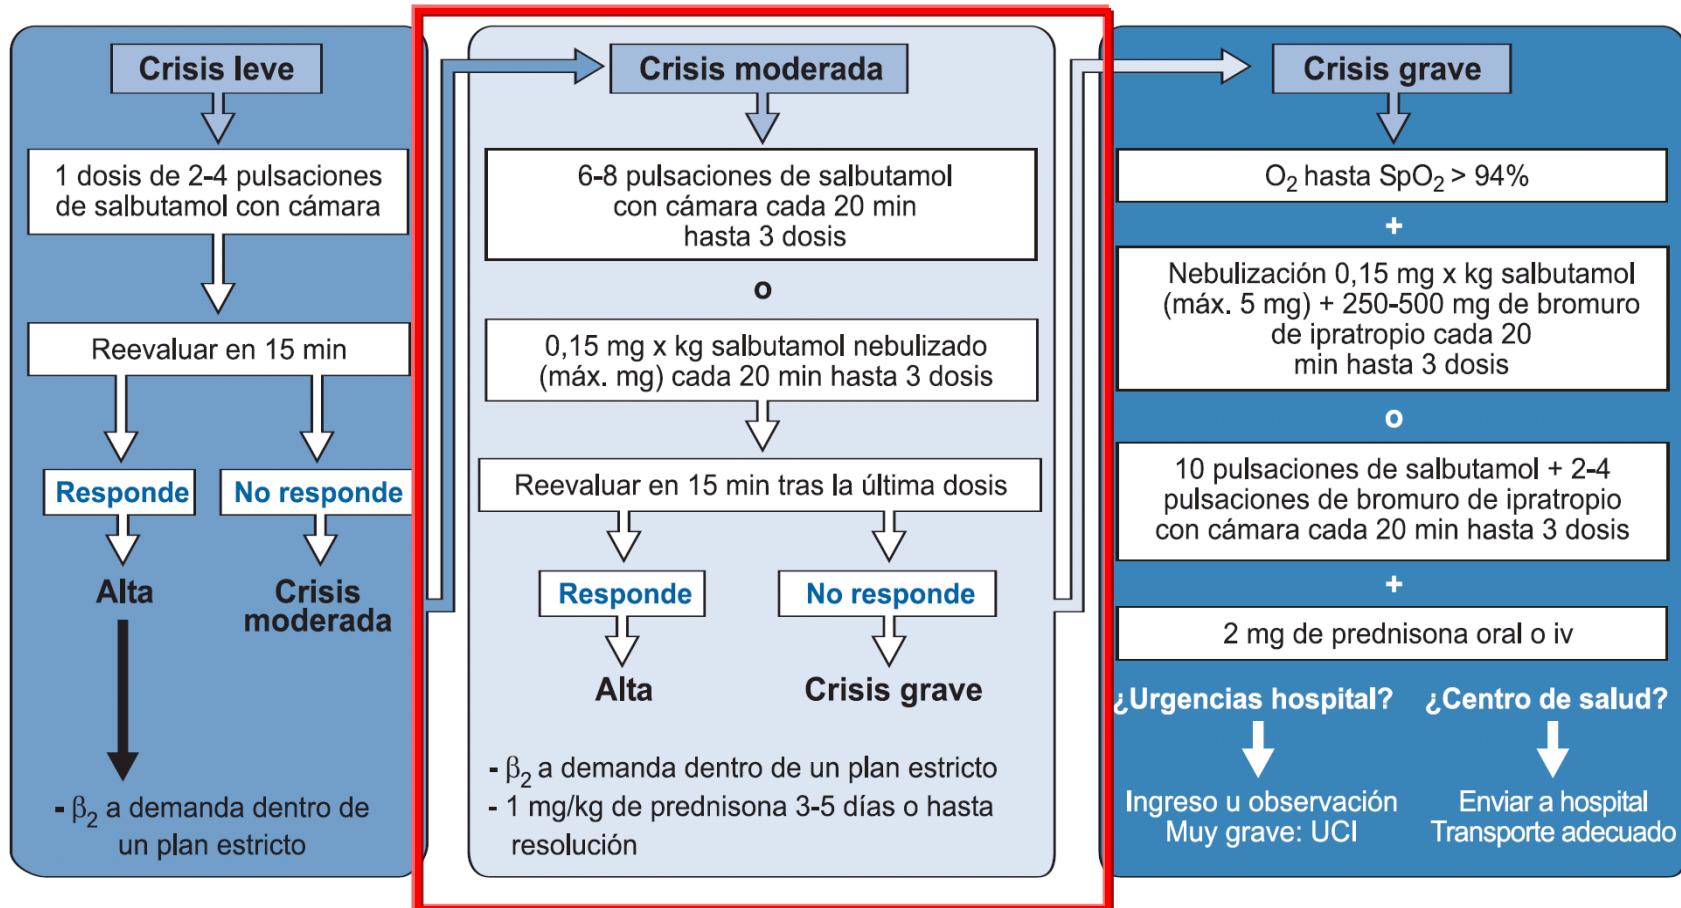 Crisis leve
1 dosis de 2-4 pulsaciones
de salbutamol con cámara
Reevaluar en 15 min
Responde
No responde
Alta
Crisis
moderada
- β2 a demanda dentro de
un plan estricto
Crisis moderada
6-8 pulsaciones de salbutamol
con cámara cada 20 min
hasta 3 dosis
o
0,15 mg x kg salbutamol nebulizado
(máx. mg) cada 20 min hasta 3 dosis
Reevaluar en 15 min tras la última dosis
Responde
No responde
Alta
Crisis grave
- β2 a demanda dentro de un plan estricto
- 1 mg/kg de prednisona 3-5 días o hasta
resolución
Crisis grave
O2 hasta SpO2 > 94%
+
Nebulización 0,15 mg x kg salbutamol
(máx. 5 mg) + 250-500 mg de bromuro
de ipratropio cada 20
min hasta 3 dosis
o
10 pulsaciones de salbutamol + 2-4
pulsaciones de bromuro de ipratropio
con cámara cada 20 min hasta 3 dosis
+
2 mg de prednisona oral o iv
¿Urgencias hospital?
¿Centro de salud?
Ingreso u observación
Muy grave: UCI
Enviar a hospital
Transporte adecuado